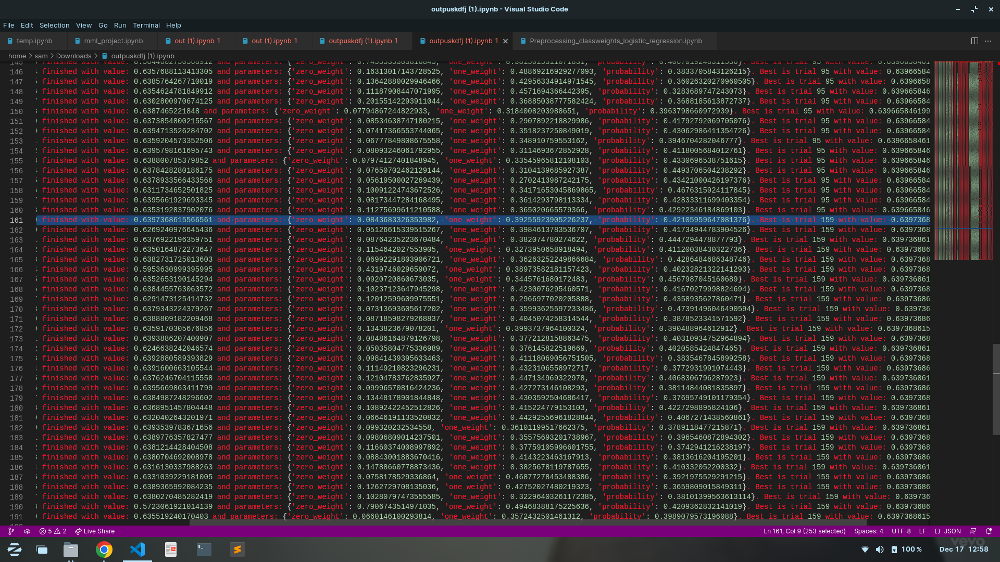 outpuskdfj (1).ipynb - Visual Studio Code
File Edit Selection View Go Run Terminal Help
temp.ipynb mml_project.ipynb out (1).ipynb 1 out (1).ipynb 1 outpuskdfj (1).ipynb 1 outpuskdfj (1).ipynb 1 Preprocessing_classweights_logistic_regression.ipynb
home > sam > Downloads > outpuskdfj (1).ipynb
146 finished with value: 0.6357688113413305 and parameters: {'zero_weight': 0.16313017143728525, 'one_weight': 0.48869216929277093, 'probability': 0.3833705843126215}. Best is trial 95 with value: 0.63966584
147 finished with value: 0.6385764267710019 and parameters: {'zero_weight': 0.13642880029946466, 'one_weight': 0.42956334914971545, 'probability': 0.36026320270960505}. Best is trial 95 with value: 0.6396658
148 finished with value: 0.6354624781849912 and parameters: {'zero_weight': 0.11187908447071995, 'one_weight': 0.4571694366442395, 'probability': 0.3283689747243073}. Best is trial 95 with value: 0.639665846
149 finished with value: 0.6302800970674125 and parameters: {'zero_weight': 0.20155142293911044, 'one_weight': 0.36885038777582424, 'probability': 0.3688185613872737}. Best is trial 95 with value: 0.63966584
150 finished with value: 0.6387465221848 and parameters: {'zero_weight': 0.07794867244822933, 'one_weight': 0.3184008203988651, 'probability': 0.3963798660972939}. Best is trial 95 with value: 0.639665846199
151 finished with value: 0.63738548002 15567 and parameters: {'zero_weight': 0.08534638747180215, 'one_weight': 0.2907892218829986, 'probability': 0.41792792069705076}. Best is trial 95 with value: 0.63966584
152 finished with value: 0.6394713526284702 and parameters: {'zero_weight': 0.07417366553744065, 'one_weight': 0.3518237250849019, 'probability': 0.43062986411354726}. Best is trial 95 with value: 0.63966584
153 finished with value: 0.6359204573352506 and parameters: {'zero_weight': 0.06777849808675558, 'one_weight': 0.348910759553162, 'probability': 0.3946704282046777}. Best is trial 95 with value: 0.6396658461
154 finished with value: 0.6395798161695743 and parameters: {'zero_weight': 0.08093246061792955, 'one_weight': 0.3114693672852928, 'probability': 0.4118005684012761}. Best is trial 95 with value: 0.639665846
155 finished with value: 0.638800785379852 and parameters: {'zero_weight': 0.07974127401848945, 'one_weight': 0.33545965812108103, 'probability': 0.4330696538751615}. Best is trial 95 with value: 0.639665846
156 finished with value: 0.6378428280186175 and parameters: {'zero_weight': 0.07650702462129144, 'one_weight': 0.3104139685927387, 'probability': 0.4493706504238292}. Best is trial 95 with value: 0.639665846
157 finished with value: 0.6378933566433566 and parameters: {'zero_weight': 0.056195000027269439, 'one_weight': 0.2702413987242175, 'probability': 0.43421000426197376}. Best is trial 95 with value: 0.63966584
158 finished with value: 0.6311734652501825 and parameters: {'zero_weight': 0.10091224743672526, 'one_weight': 0.34171653045869865, 'probability': 0.4676315924117845}. Best is trial 95 with value: 0.63966584
159 finished with value: 0.6395661929693345 and parameters: {'zero_weight': 0.08173447284168495, 'one_weight': 0.36142937981 13334, 'probability': 0.42833311699403354}. Best is trial 95 with value: 0.63966584
160 finished with value: 0.6353192837902076 and parameters: {'zero_weight': 0.11275699611210588, 'one_weight': 0.365020665579366, 'probability': 0.42922346184869103}. Best is trial 95 with value: 0.639665846
161 finished with value: 0.6397368615566561 and parameters: {'zero_weight': 0.0843683326353982, 'one_weight': 0.39255923905226237, 'probability': 0.42105959647081376}. Best is trial 159 with value: 0.6397368
162 finished with value: 0.6269240976645436 and parameters: {'zero_weight': 0.05126615339515267, 'one_weight': 0.3984613783536707, 'probability': 0.41734944783904526}. Best is trial 159 with value: 0.6397368
163 finished with value: 0.6376922196359751 and parameters: {'zero_weight': 0.08764235223670484, 'one_weight': 0.382074780274622, 'probability': 0.4447294478877793}. Best is trial 159 with value: 0.639736861
164 finished with value: 0.6350164872273647 and parameters: {'zero_weight': 0.1154642027553905, 'one_weight': 0.3273950658918494, 'probability': 0.41120038430322736}. Best is trial 159 with value: 0.63973686
165 finished with value: 0.6382731725013603 and parameters: {'zero_weight': 0.06992291803906721, 'one_weight': 0.36263252249866684, 'probability': 0.4286484686348746}. Best is trial 159 with value: 0.6397368
166 finished with value: 0.5953630999395995 and parameters: {'zero_weight': 0.4319746029659072, 'one_weight': 0.38973582181157423, 'probability': 0.40232821322141293}. Best is trial 159 with value: 0.6397368
167 finished with value: 0.6352653190145294 and parameters: {'zero_weight': 0.0920720860673035, 'one_weight': 0.3445761680172483, 'probability': 0.4567987045160689}. Best is trial 159 with value: 0.639736861
168 finished with value: 0.6384455763063572 and parameters: {'zero_weight': 0.10237123647945298, 'one_weight': 0.4230076295460571, 'probability': 0.41670279998824694}. Best is trial 159 with value: 0.6397368
169 finished with value: 0.6291473125414732 and parameters: {'zero_weight': 0.12012599609975551, 'one_weight': 0.2966977020205888, 'probability': 0.4358935627860471}. Best is trial 159 with value: 0.63973686
170 finished with value: 0.6379343224379267 and parameters: {'zero_weight': 0.07313693605617202, 'one_weight': 0.359936255972334 86, 'probability': 0.47391496046490594}. Best is trial 159 with value: 0.639736
171 finished with value: 0.6388809182209468 and parameters: {'zero_weight': 0.08718598279268837, 'one_weight': 0.40450742583 14544, 'probability': 0.3878523341571592}. Best is trial 159 with value: 0.6397368
172 finished with value: 0.6359170305676856 and parameters: {'zero_weight': 0.1343823679078201, 'one_weight': 0.3993737964100324, 'probability': 0.390488964612912}. Best is trial 159 with value: 0.6397368615
173 finished with value: 0.6393886207400907 and parameters: {'zero_weight': 0.08486164879126798, 'one_weight': 0.3772128158863475, 'probability': 0.40310934752964894}. Best is trial 159 with value: 0.6397368
174 finished with value: 0.6246638242046574 and parameters: {'zero_weight': 0.05035804775336989, 'one_weight': 0.376145822519669, 'probability': 0.4020585424847465}. Best is trial 159 with value: 0.639736861
175 finished with value: 0.6392880589393829 and parameters: {'zero_weight': 0.09841439395633463, 'one_weight': 0.41118069056751505, 'probability': 0.3835467845899258}. Best is trial 159 with value: 0.6397368
176 finished with value: 0.6391600663105544 and parameters: {'zero_weight': 0.11149210823296231, 'one_weight': 0.4323106558972717, 'probability': 0.3772931991074443}. Best is trial 159 with value: 0.63973686
177 finished with value: 0.6376246704115558 and parameters: {'zero_weight': 0.12104783762835927, 'one_weight': 0.447134969322978, 'probability': 0.4068306796287923}. Best is trial 159 with value: 0.639736861
178 finished with value: 0.6395669863411799 and parameters: {'zero_weight': 0.09996570816424236, 'one_weight': 0.427273146108293, 'probability': 0.381148440818358 97}. Best is trial 159 with value: 0.63973686
179 finished with value: 0.6384987248296602 and parameters: {'zero_weight': 0.13448178901844848, 'one_weight': 0.4303592504686417, 'probability': 0.37695749101179354}. Best is trial 159 with value: 0.6397368
180 finished with value: 0.6368951457804448 and parameters: {'zero_weight': 0.10892422452512826, 'one_weight': 0.415224779153103, 'probability': 0.4227298895824106}. Best is trial 159 with value: 0.639736861
181 finished with value: 0.6320402643201971 and parameters: {'zero_weight': 0.06646191133520832, 'one_weight': 0.44292556961828844, 'probability': 0.4067271438560861}. Best is trial 159 with value: 0.6397368
182 finished with value: 0.6393539783671656 and parameters: {'zero_weight': 0.099320232534558, 'one_weight': 0.36101199517662375, 'probability': 0.3789118477215871}. Best is trial 159 with value: 0.639736861
183 finished with value: 0.6389776357827477 and parameters: {'zero_weight': 0.09806809014237501, 'one_weight': 0.35575693201738967, 'probability': 0.3965460872894302}. Best is trial 159 with value: 0.6397368
184 finished with value: 0.6381214428404508 and parameters: {'zero_weight': 0.11660374008997892, 'one_weight': 0.37759105996601755, 'probability': 0.3742941216238197}. Best is trial 159 with value: 0.6397368
185 finished with value: 0.6380704692008978 and parameters: {'zero_weight': 0.08843001883670416, 'one_weight': 0.4143223463167913, 'probability': 0.3813616204195201}. Best is trial 159 with value: 0.63973686
186 finished with value: 0.6316130337988263 and parameters: {'zero_weight': 0.14788660778873436, 'one_weight': 0.3825678119787655, 'probability': 0.410332052200332}. Best is trial 159 with value: 0.639736861
187 finished with value: 0.6331039229181005 and parameters: {'zero_weight': 0.0758178529336864, 'one_weight': 0.46877278453488386, 'probability': 0.3921975529291215}. Best is trial 159 with value: 0.63973686
188 finished with value: 0.6389365992084235 and parameters: {'zero_weight': 0.1262729708135036, 'one_weight': 0.42752027480219323, 'probability': 0.3659809015849311}. Best is trial 159 with value: 0.63973686
189 finished with value: 0.6380270485282419 and parameters: {'zero_weight': 0.10280797473555585, 'one_weight': 0.32296403261172385, 'probability': 0.38101399563613114}. Best is trial 159 with value: 0.639736
190 finished with value: 0.5723061921014139 and parameters: {'zero_weight': 0.7906743514971035, 'one_weight': 0.49468388175225636, 'probability': 0.4209362832141019}. Best is trial 159 with value: 0.63973686
191 finished with value: 0.635519240170403 and parameters: {'zero_weight': 0.0660146100293814, 'one_weight': 0.3572432501461312, 'probability': 0.3989079573196088}. Best is trial 159 with value: 0.6397368615
5 2 Live Share Ln 161, Col 9 (253 selected) Spaces: 4 UTF-8 LF {} JSON
vevo
100% Dec 17 12:58